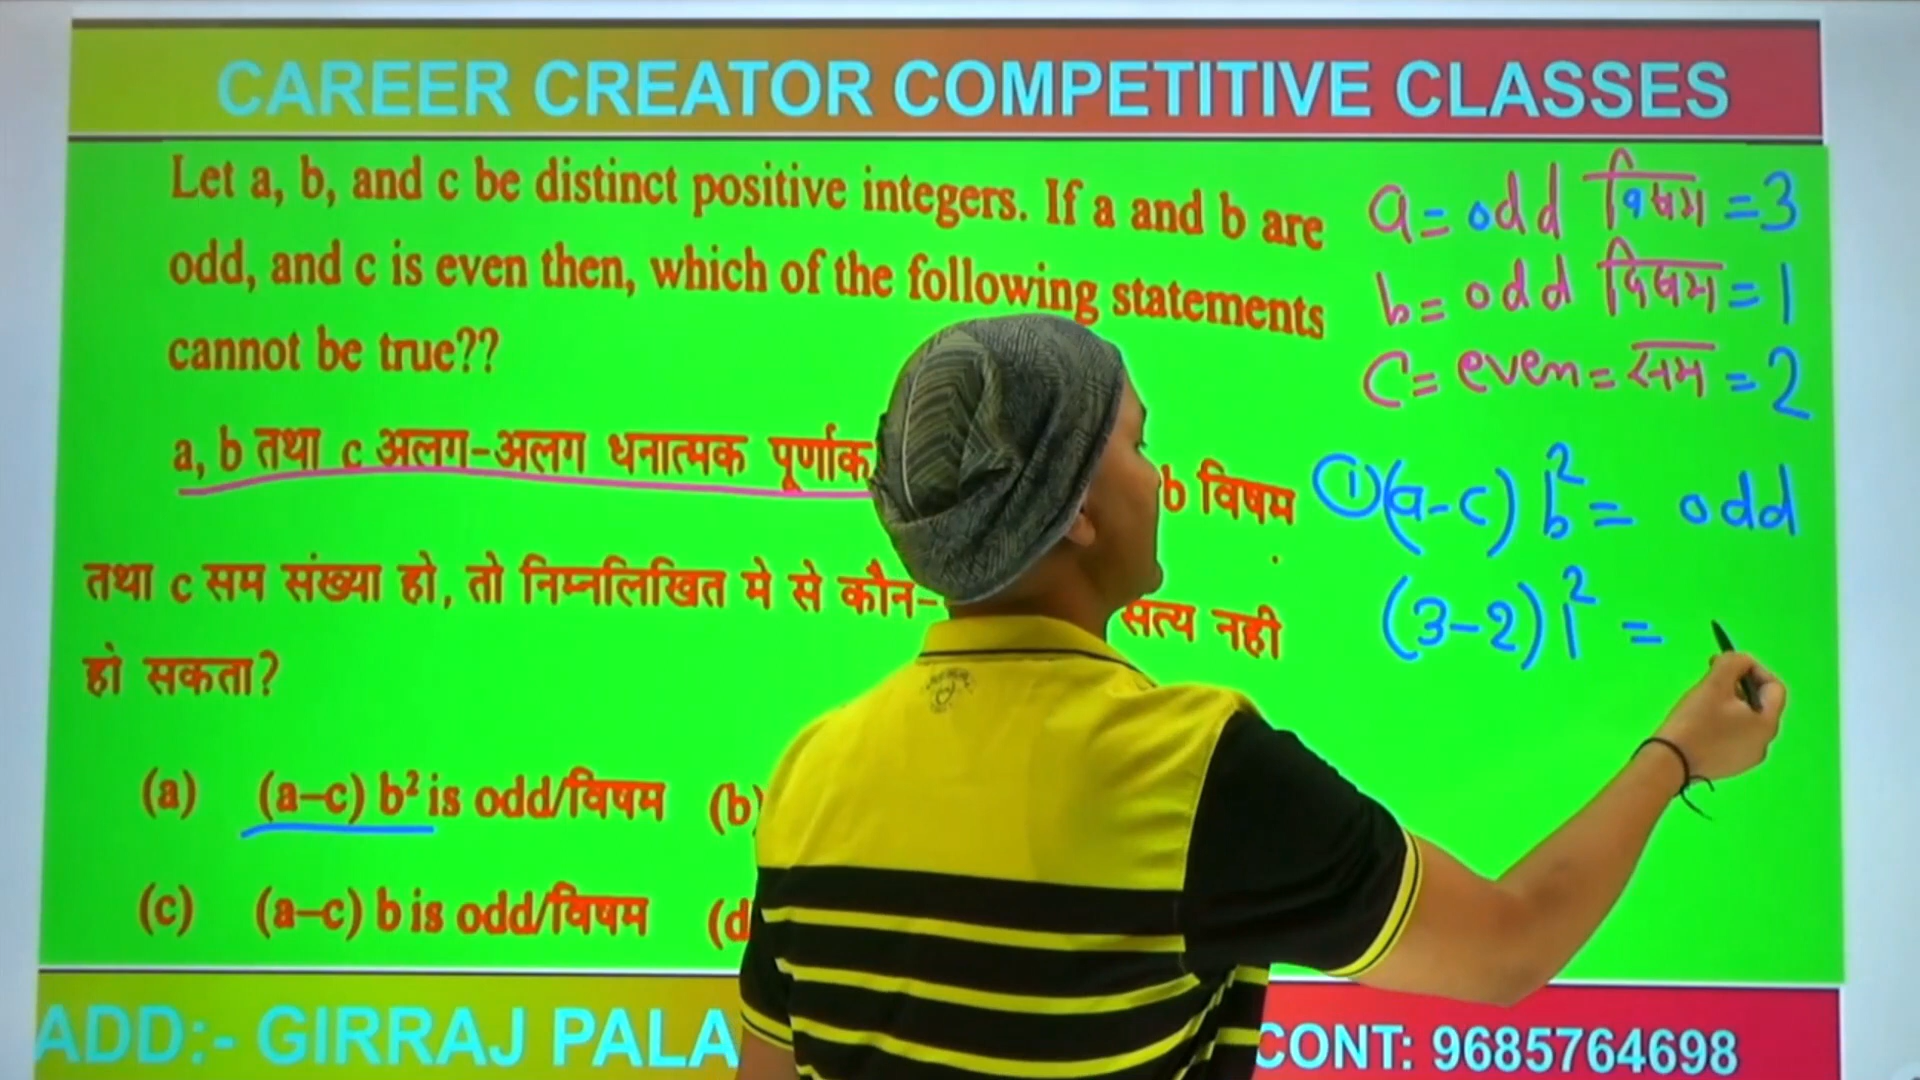 CAREER CREATOR COMPETITIVE CLASSES
Let a, b, and c be distinct positive integers. If a and b are
odd, and c is even then, which of the following statements
cannot be true??
a, b तथा c अलग-अलग धनात्मक पूर्णाक b विषम
तथा c सम संख्या हो, तो निम्नलिखित मे से कौन- सत्य नही
हो सकता?
(a) (a–c) b² is odd/विषम (b)
(c) (a–c) b is odd/विषम (d
a = odd विषम = 3
b = odd विषम = 1
c = even = सम = 2
① (a-c) b² = odd
(3-2) 1² =
ADD:- GIRRAJ PALA
CONT: 9685764698